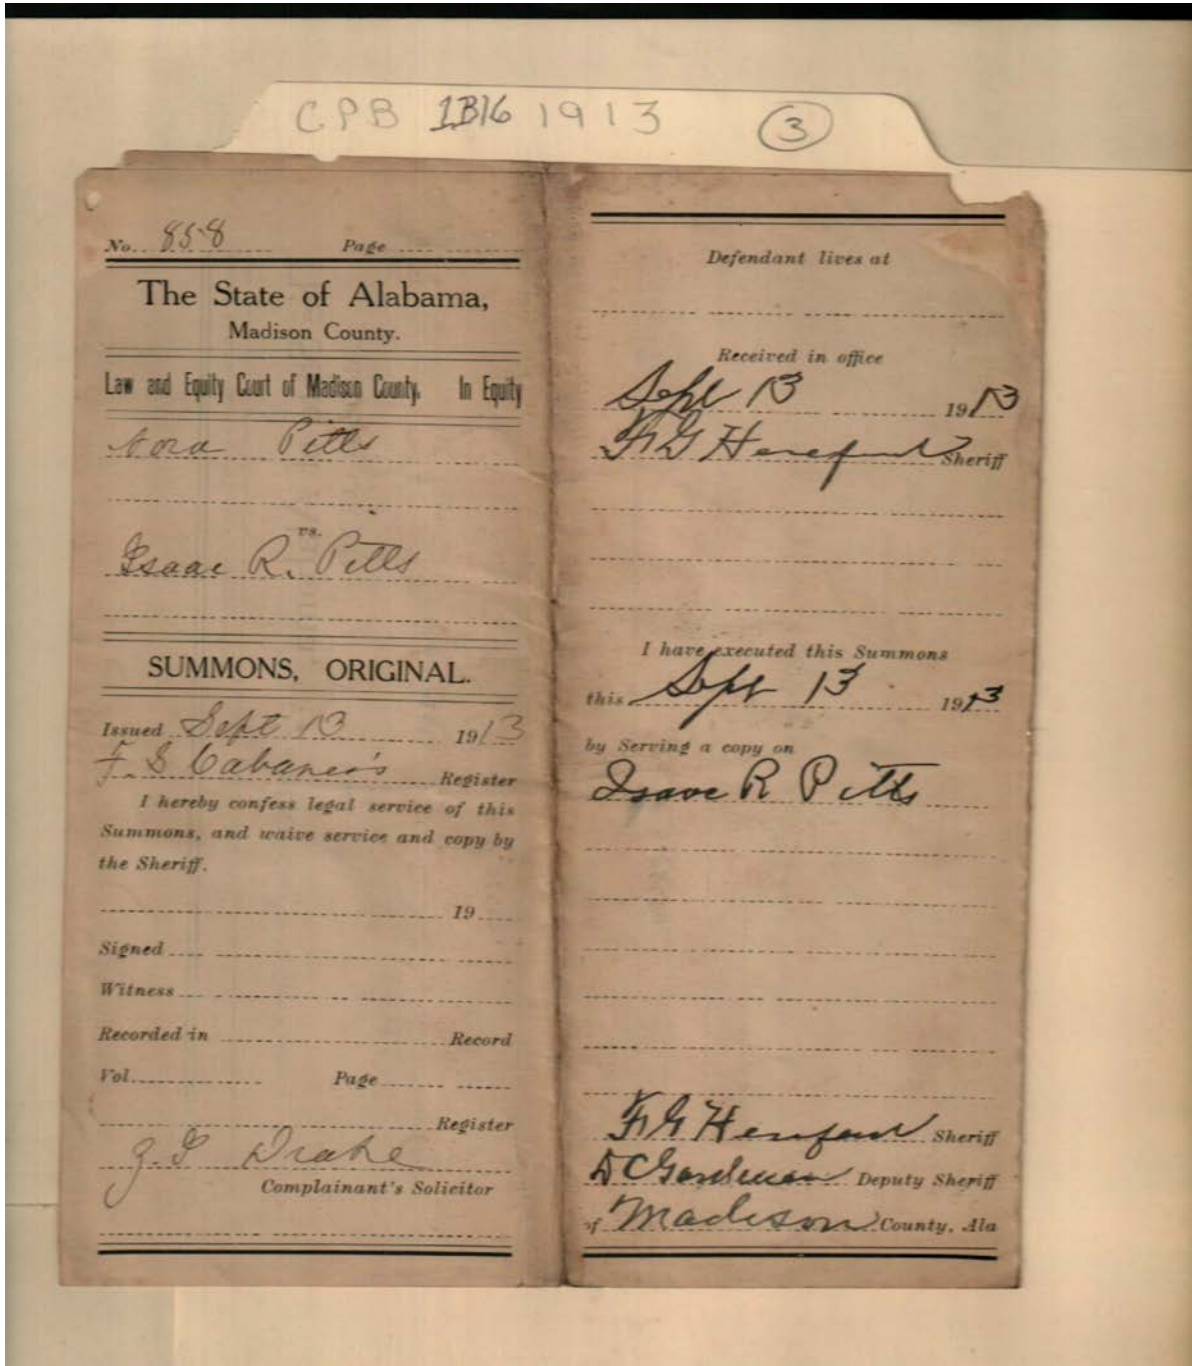 CPB 1B16 1913 3
No. 858 Page
The State of Alabama,
Madison County.
Law and Equity Court of Madison County. In Equity
Nora Pitts
vs.
Isaac R. Pitts
SUMMONS, ORIGINAL.
Issued Sept 13 1913
F. S Cabaness Register
I hereby confess legal service of this
Summons, and waive service and copy by
the Sheriff.
19
Signed
Witness
Recorded in Record
Vol. Page
Register
Drake
Complainant's Solicitor
Defendant lives at
Received in office
Sept 13 1913
F G Hereford Sheriff
I have executed this Summons
this Sept 13 1913
by Serving a copy on
Isaac R Pitts
F G Hereford Sheriff
D C Deputy Sheriff
of Madison County, Ala